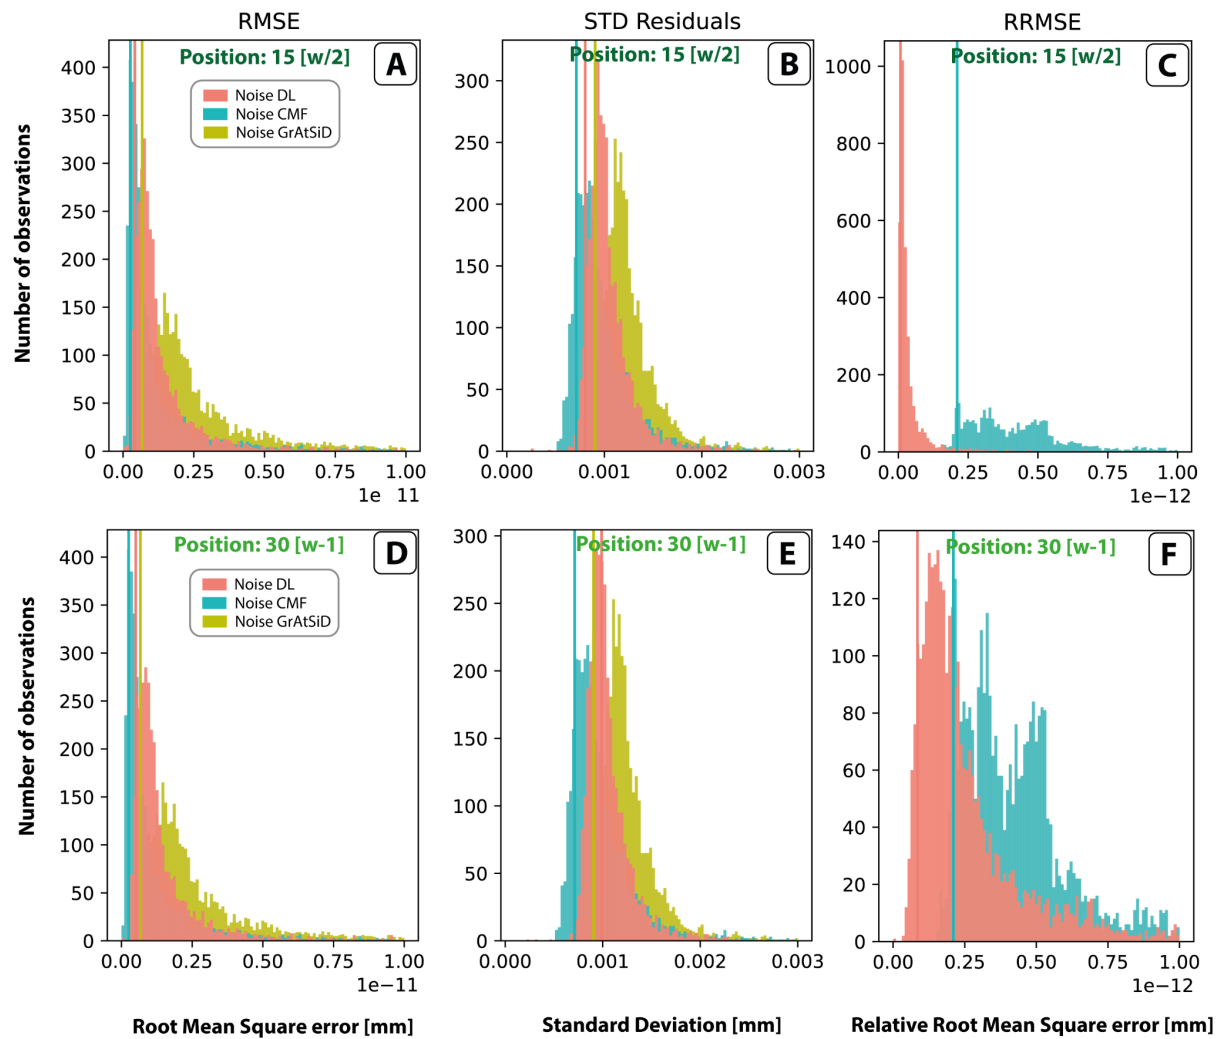 RMSE
STD Residuals
RRMSE
Position: 15 [w/2]
A
Noise DL
Noise CMF
Noise GrAtSiD
Number of observations
400
350
300
250
200
150
100
50
0
0.00 0.25 0.50 0.75 1.00
1e 11
Position: 15 [w/2]
B
300
250
200
150
100
50
0
0.000 0.001 0.002 0.003
Position: 15 [w/2]
C
1000
800
600
400
200
0
0.00 0.25 0.50 0.75 1.00
1e−12
Position: 30 [w-1]
D
Noise DL
Noise CMF
Noise GrAtSiD
Number of observations
400
350
300
250
200
150
100
50
0
0.00 0.25 0.50 0.75 1.00
1e−11
Root Mean Square error [mm]
Position: 30 [w-1]
E
300
250
200
150
100
50
0
0.000 0.001 0.002 0.003
Standard Deviation [mm]
Position: 30 [w-1]
F
140
120
100
80
60
40
20
0
0.00 0.25 0.50 0.75 1.00
1e−12
Relative Root Mean Square error [mm]